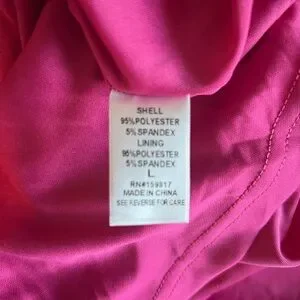 SHELL
95%POLYESTER
5%SPANDEX
LINING
95%POLYESTER
5%SPANDEX
L
RN#159317
MADE IN CHINA
SEE REVERSE FOR CARE